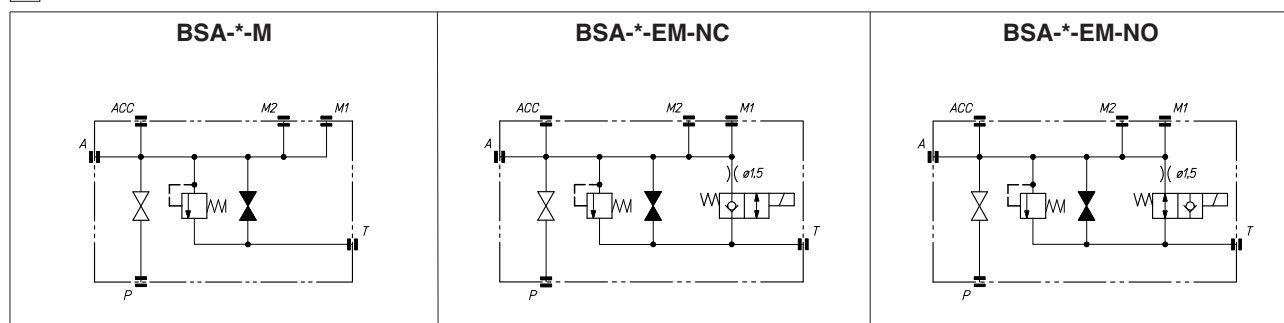 BSA-*-M
ACC
M2
M1
A
T
P
BSA-*-EM-NC
ACC
M2
M1
A
ø1.5
T
P
BSA-*-EM-NO
ACC
M2
M1
A
ø1.5
T
P